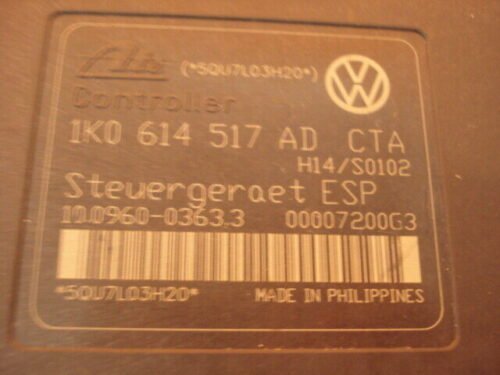 Ate (*5QU7L03H20*)
Controller
1K0 614 517 AD CTA
H14/S0102
Steuergeraet ESP
10.0960-0363.3 00007200G3
*5QU7L03H20* MADE IN PHILIPPINES